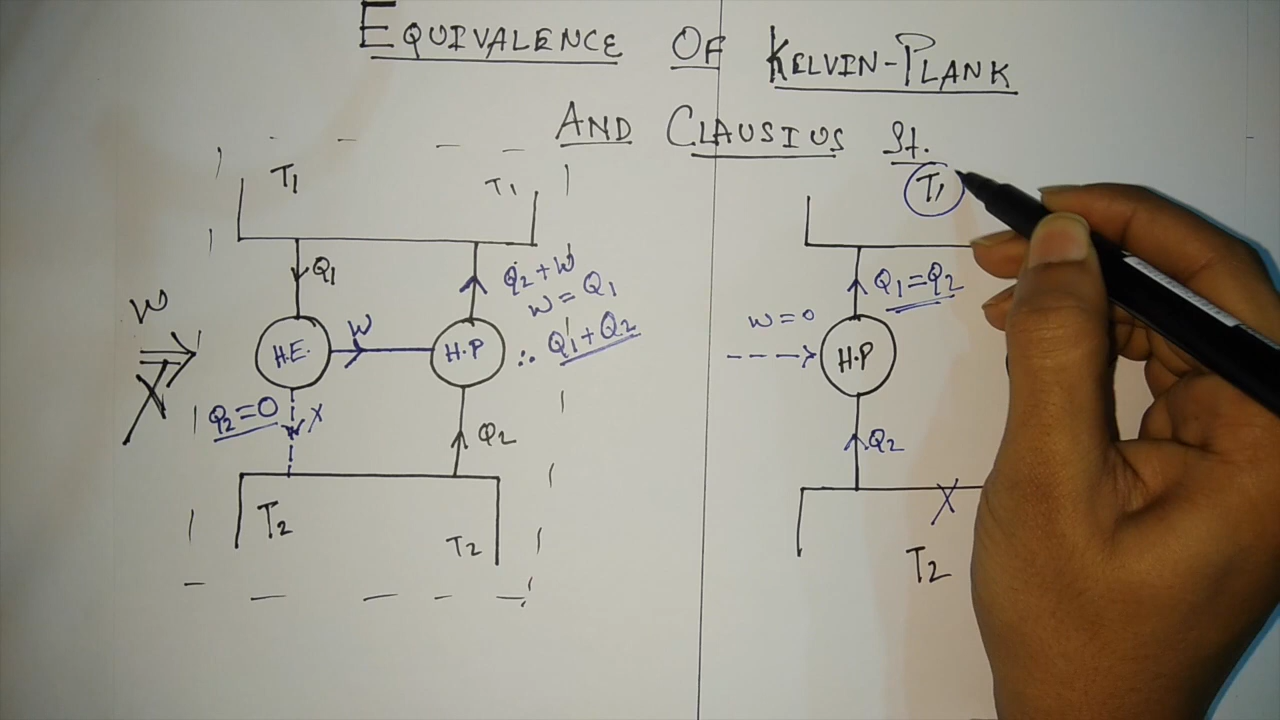 EQUIVALENCE OF KELVIN-PLANK
AND CLAUSIUS St.
T1
T1
Q1
Q2+W
W=Q1
∴ Q1+Q2
W
H.E.
W
H.P
Q2=0
X
Q2
T2
T2
T1
Q1=Q2
W=0
H.P
Q2
X
T2